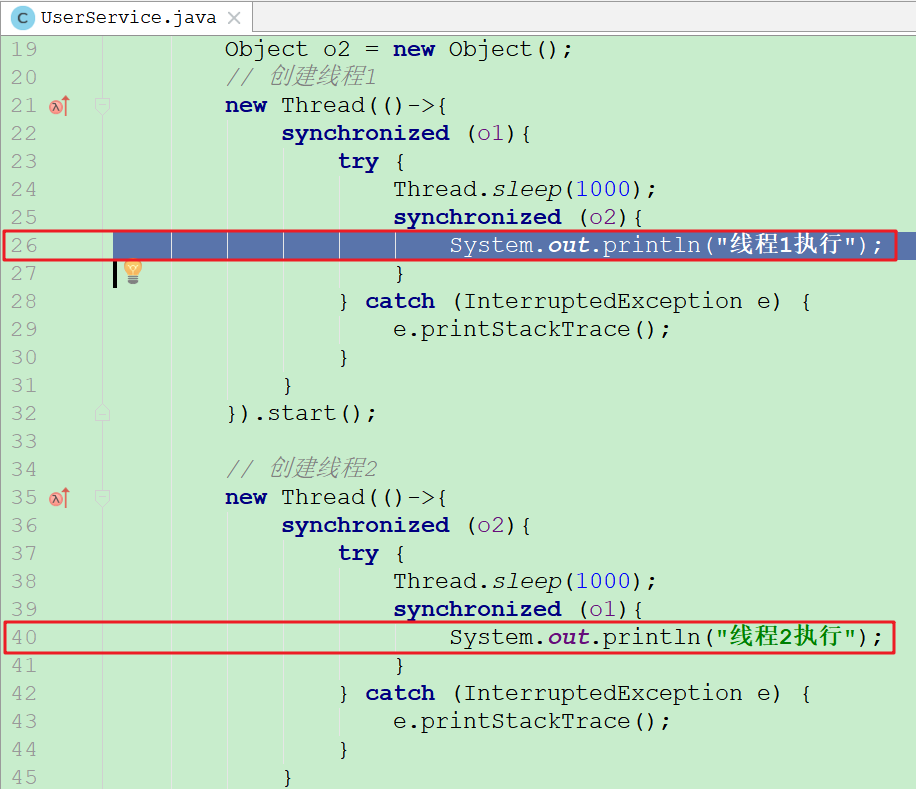 C UserService.java
19 Object o2 = new Object();
20 // 创建线程1
21 new Thread(()->{
22 synchronized (o1){
23 try {
24 Thread.sleep(1000);
25 synchronized (o2){
26 System.out.println("线程1执行");
27 }
28 } catch (InterruptedException e) {
29 e.printStackTrace();
30 }
31 }
32 }).start();
33
34 // 创建线程2
35 new Thread(()->{
36 synchronized (o2){
37 try {
38 Thread.sleep(1000);
39 synchronized (o1){
40 System.out.println("线程2执行");
41 }
42 } catch (InterruptedException e) {
43 e.printStackTrace();
44 }
45 }